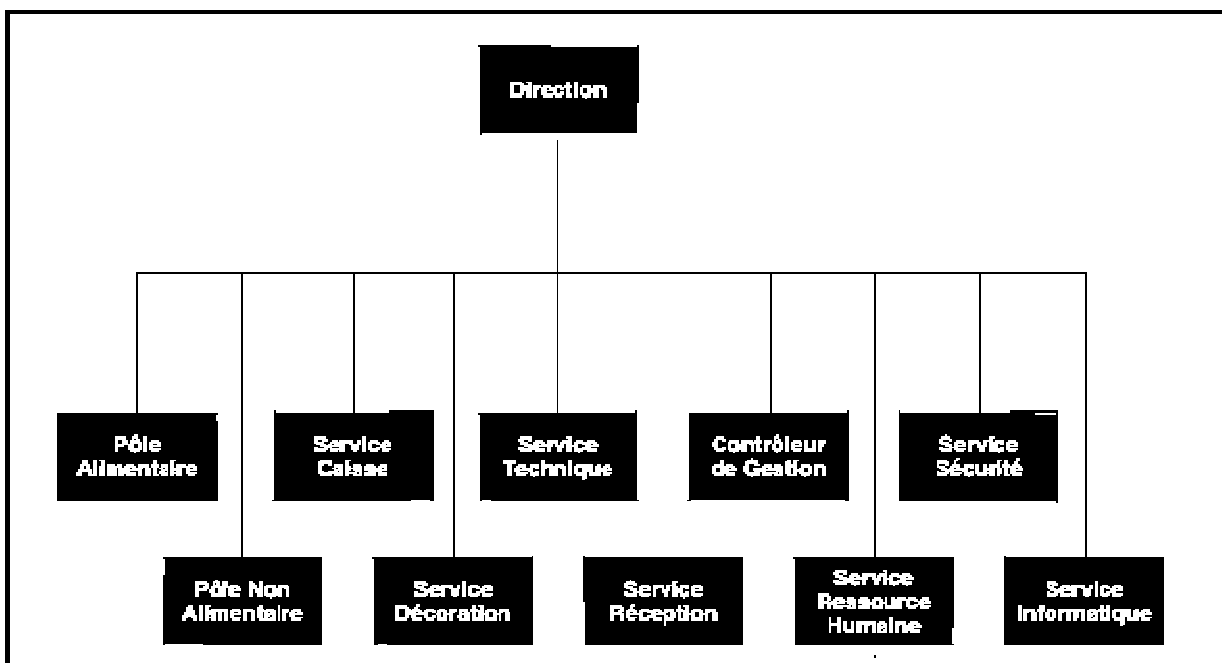 Direction
Pôle
Alimentaire
Service
Caisse
Service
Technique
Contrôleur
de Gestion
Service
Sécurité
Pôle Non
Alimentaire
Service
Décoration
Service
Réception
Service
Ressource
Humaine
Service
Informatique